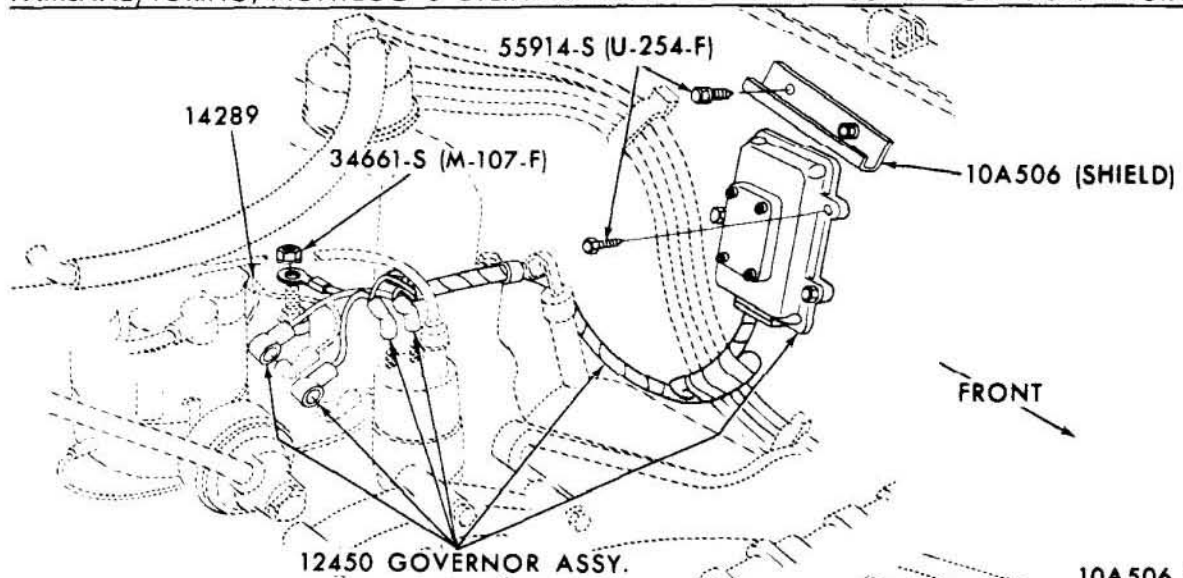 55914-S (U-254-F)
14289
34661-S (M-107-F)
10A506 (SHIELD)
FRONT
12450 GOVERNOR ASSY.
10A506